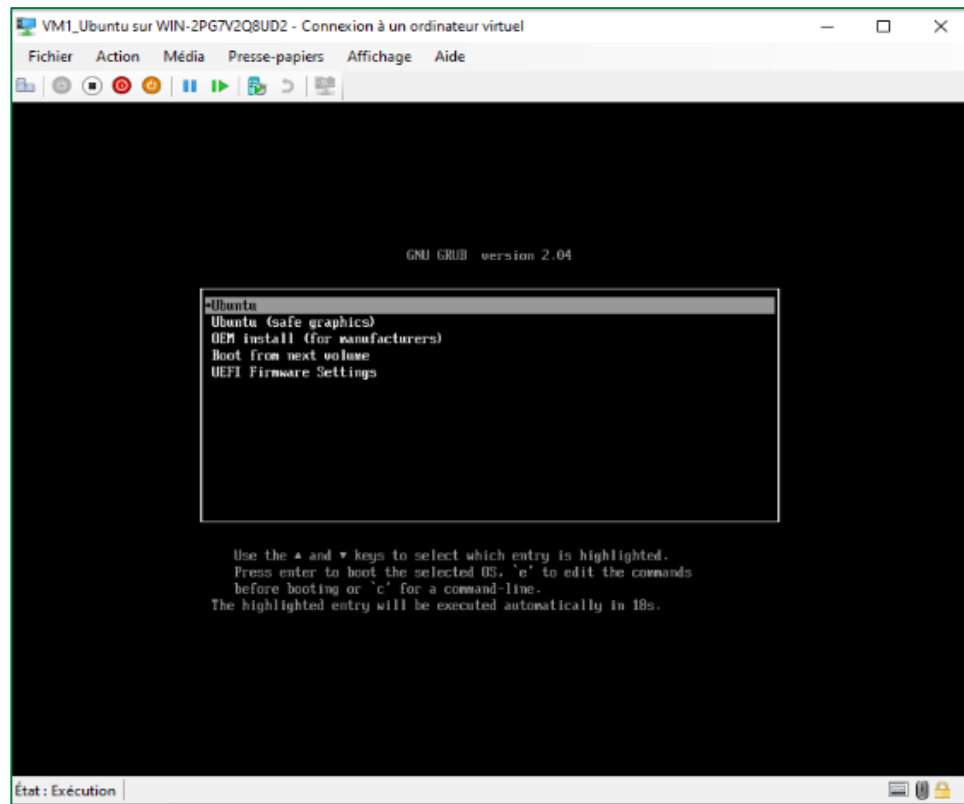 VM1_Ubuntu sur WIN-2PG7V2Q8UD2 - Connexion à un ordinateur virtuel
Fichier Action Média Presse-papiers Affichage Aide
GNU GRUB version 2.04
Ubuntu
Ubuntu (safe graphics)
OEM install (for manufacturers)
Boot from next volume
UEFI Firmware Settings
Use the ▲ and ▼ keys to select which entry is highlighted.
Press enter to boot the selected OS, `e' to edit the commands
before booting or `c' for a command-line.
The highlighted entry will be executed automatically in 18s.
État : Exécution